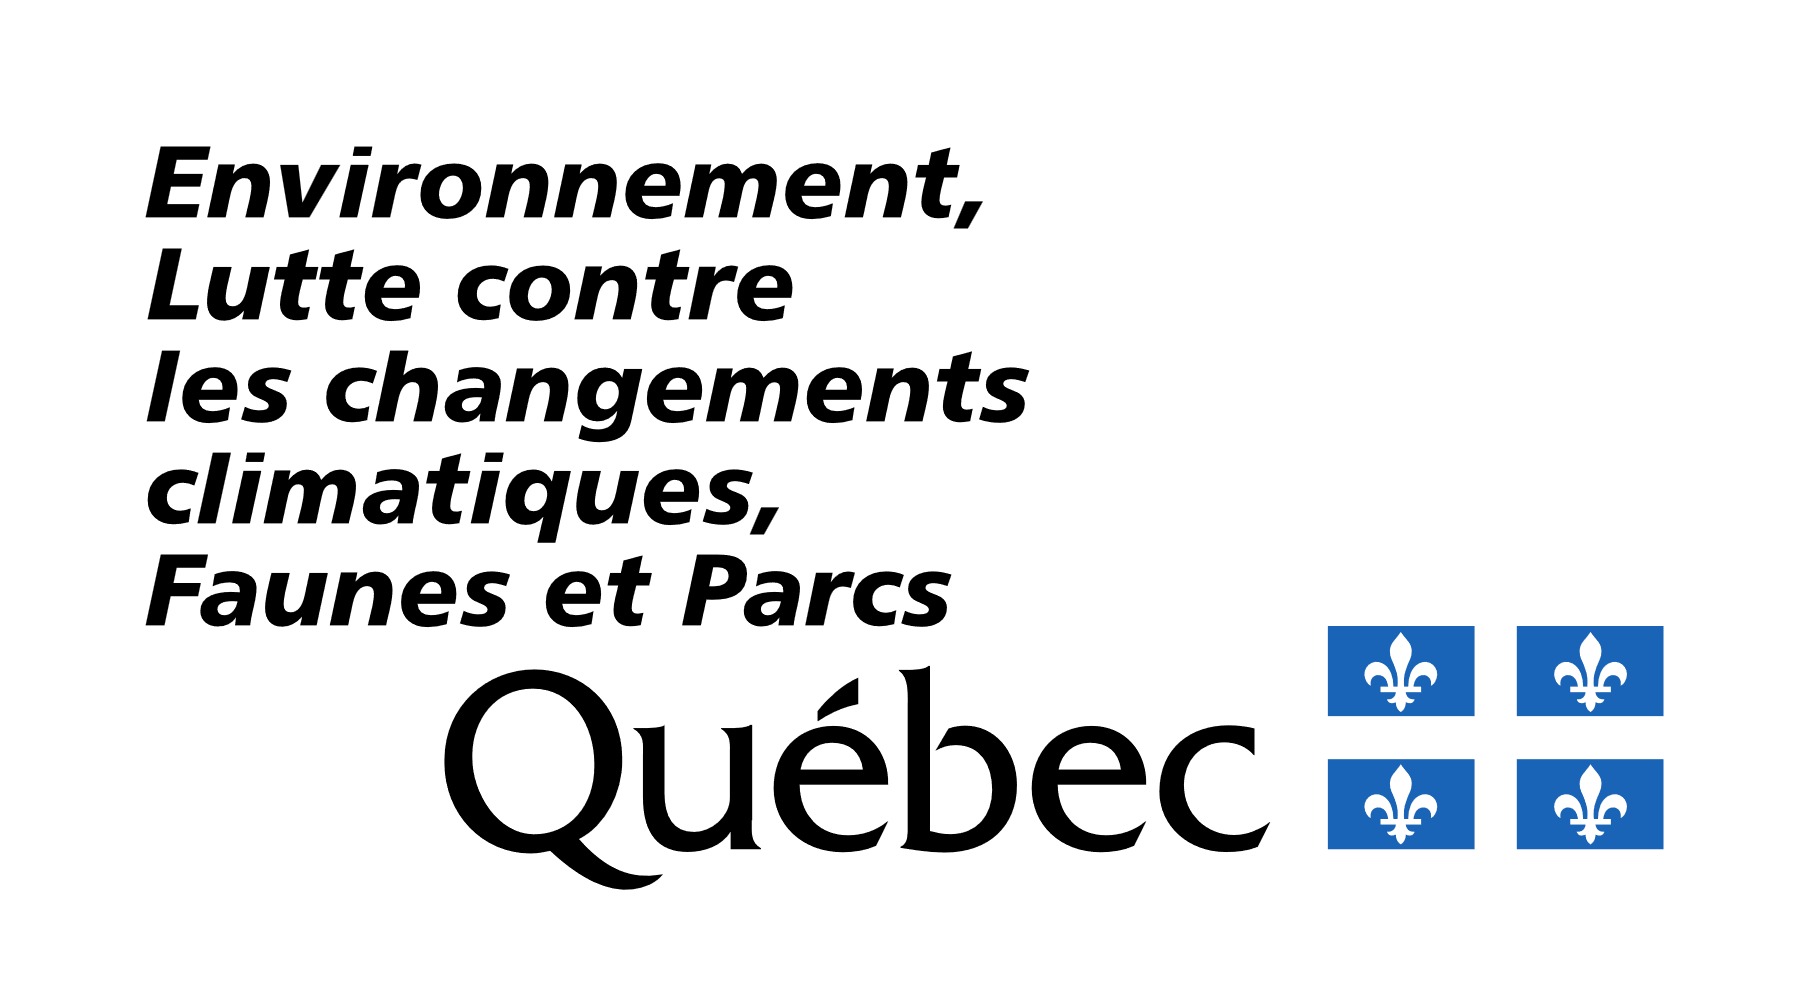 Environnement,
Lutte contre
les changements
climatiques,
Faunes et Parcs
Québec